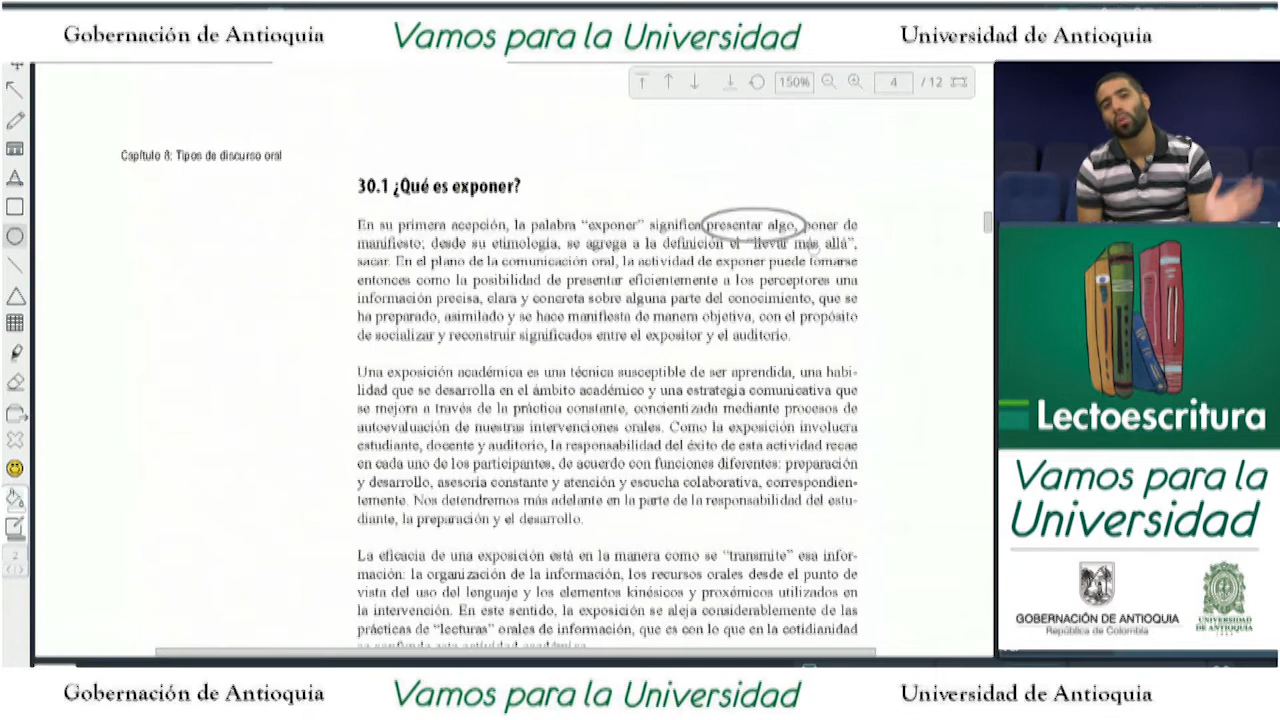 Gobernación de Antioquia
Vamos para la Universidad
Universidad de Antioquia
150%
4
/ 12
Capítulo 8: Tipos de discurso oral
30.1 ¿Qué es exponer?
En su primera acepción, la palabra “exponer” significa presentar algo, poner de
manifiesto; desde su etimología, se agrega a la definición el “llevar más allá”,
sacar. En el plano de la comunicación oral, la actividad de exponer puede tomarse
entonces como la posibilidad de presentar eficientemente a los perceptores una
información precisa, clara y concreta sobre alguna parte del conocimiento, que se
ha preparado, asimilado y se hace manifiesta de manera objetiva, con el propósito
de socializar y reconstruir significados entre el expositor y el auditorio.
Una exposición académica es una técnica susceptible de ser aprendida, una habi-
lidad que se desarrolla en el ámbito académico y una estrategia comunicativa que
se mejora a través de la práctica constante, concientizada mediante procesos de
autoevaluación de nuestras intervenciones orales. Como la exposición involucra
estudiante, docente y auditorio, la responsabilidad del éxito de esta actividad recae
en cada uno de los participantes, de acuerdo con funciones diferentes: preparación
y desarrollo, asesoría constante y atención y escucha colaborativa, correspondien-
temente. Nos detendremos más adelante en la parte de la responsabilidad del estu-
diante, la preparación y el desarrollo.
La eficacia de una exposición está en la manera como se “transmite” esa infor-
mación: la organización de la información, los recursos orales desde el punto de
vista del uso del lenguaje y los elementos kinésicos y proxémicos utilizados en
la intervención. En este sentido, la exposición se aleja considerablemente de las
prácticas de “lecturas” orales de información, que es con lo que en la cotidianidad
2
Lectoescritura
Vamos para la
Universidad
GOBERNACIÓN DE ANTIOQUIA
República de Colombia
UNIVERSIDAD
DE ANTIOQUIA
Gobernación de Antioquia
Vamos para la Universidad
Universidad de Antioquia